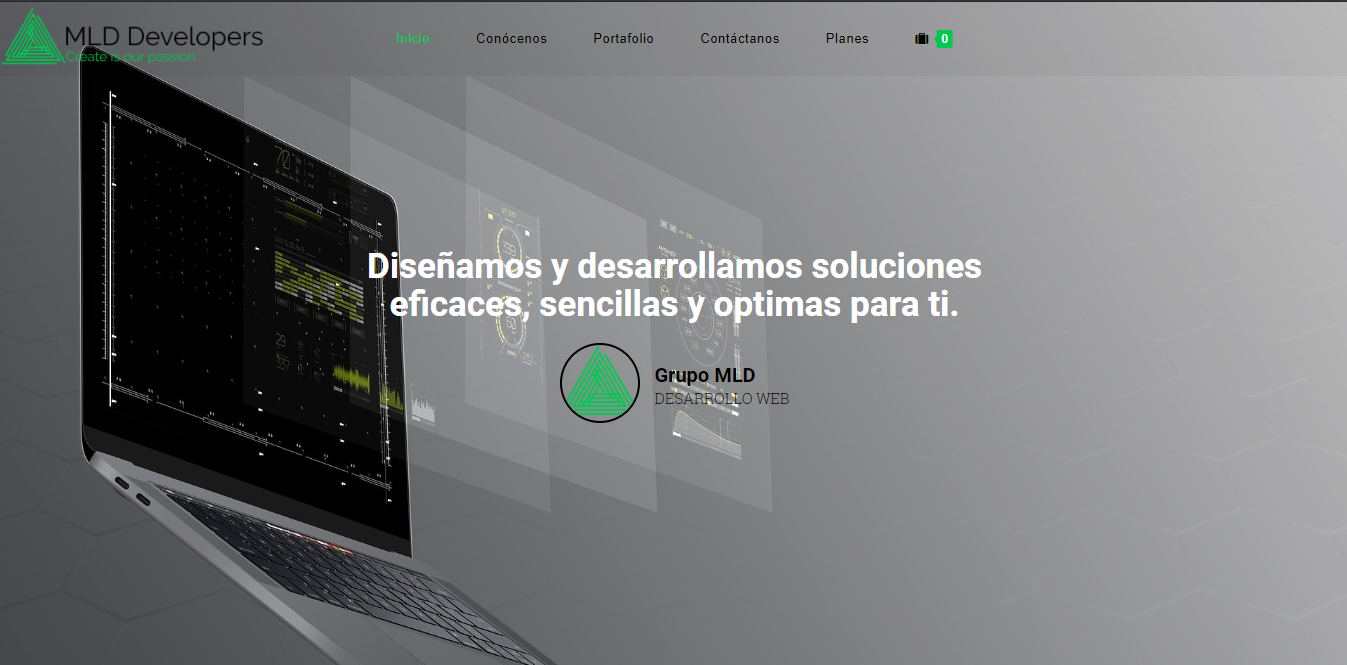 MLD Developers
Create is our passion
Inicio
Conócenos
Portafolio
Contáctanos
Planes
0
Diseñamos y desarrollamos soluciones
eficaces, sencillas y optimas para ti.
Grupo MLD
DESARROLLO WEB